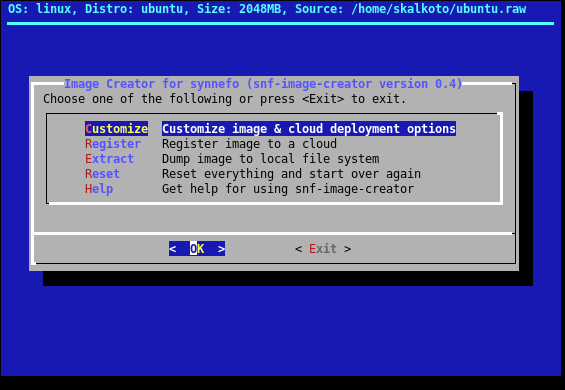 OS: linux, Distro: ubuntu, Size: 2048MB, Source: /home/skalkoto/ubuntu.raw
Image Creator for synnefo (snf-image-creator version 0.4)
Choose one of the following or press <Exit> to exit.
Customize Customize image & cloud deployment options
Register Register image to a cloud
Extract Dump image to local file system
Reset Reset everything and start over again
Help Get help for using snf-image-creator
< OK > < Exit >